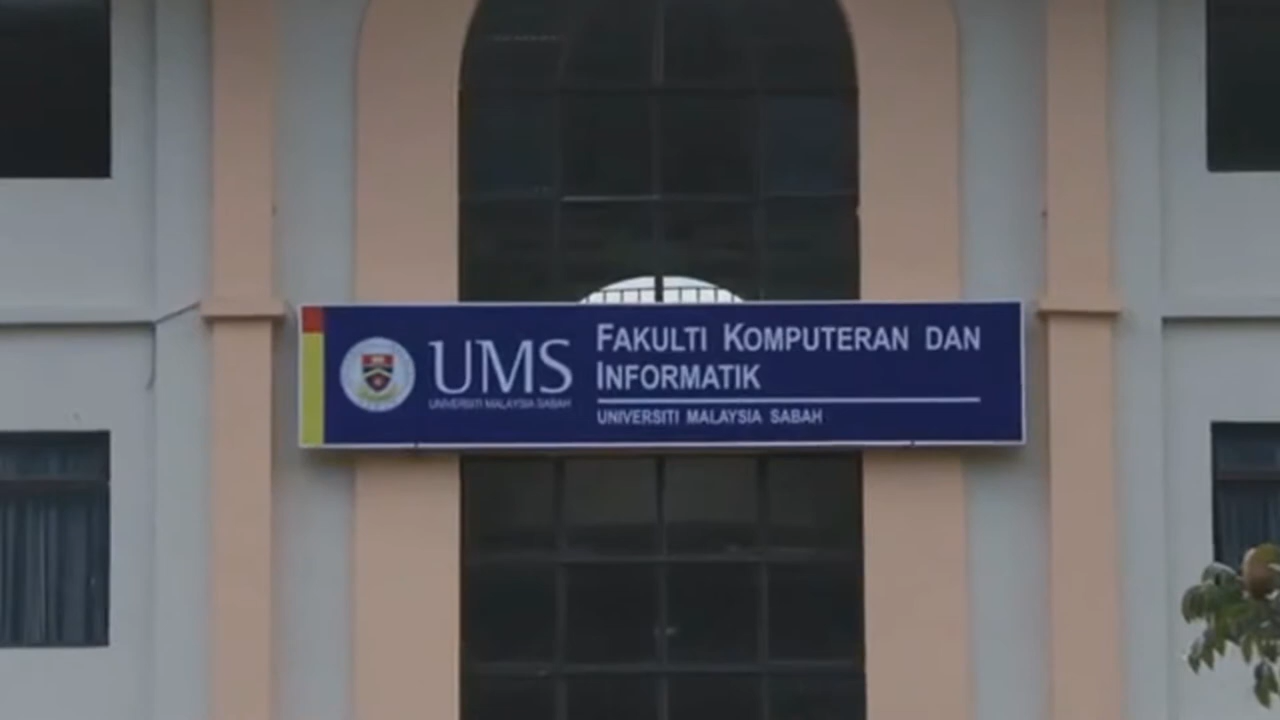 UMS
UNIVERSITI MALAYSIA SABAH
FAKULTI KOMPUTERAN DAN
INFORMATIK
UNIVERSITI MALAYSIA SABAH